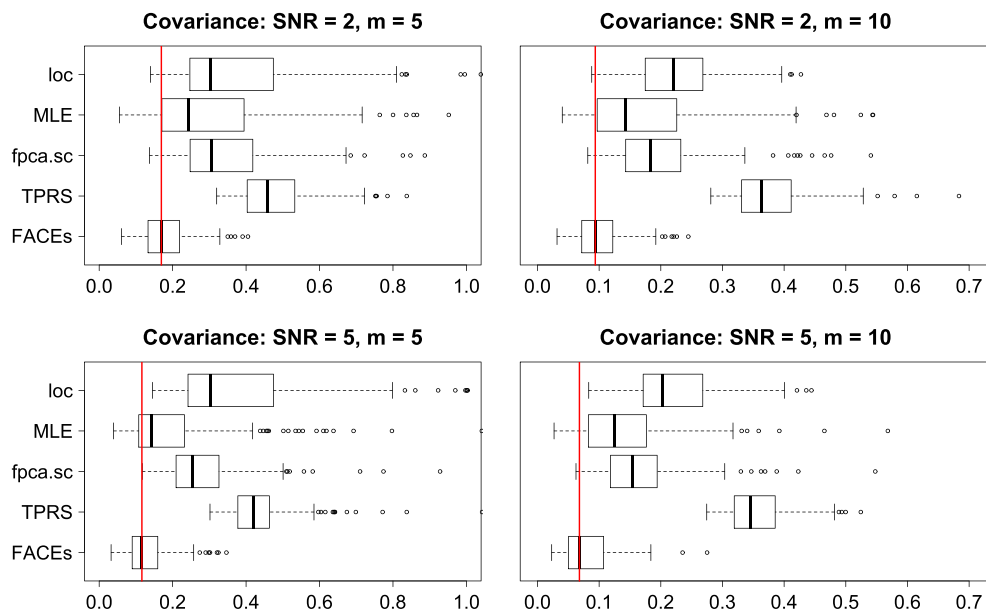 Covariance: SNR = 2, m = 5
loc
MLE
fpca.sc
TPRS
FACEs
0.0 0.2 0.4 0.6 0.8 1.0
Covariance: SNR = 2, m = 10
0.0 0.1 0.2 0.3 0.4 0.5 0.6 0.7
Covariance: SNR = 5, m = 5
loc
MLE
fpca.sc
TPRS
FACEs
0.0 0.2 0.4 0.6 0.8 1.0
Covariance: SNR = 5, m = 10
0.0 0.1 0.2 0.3 0.4 0.5 0.6 0.7